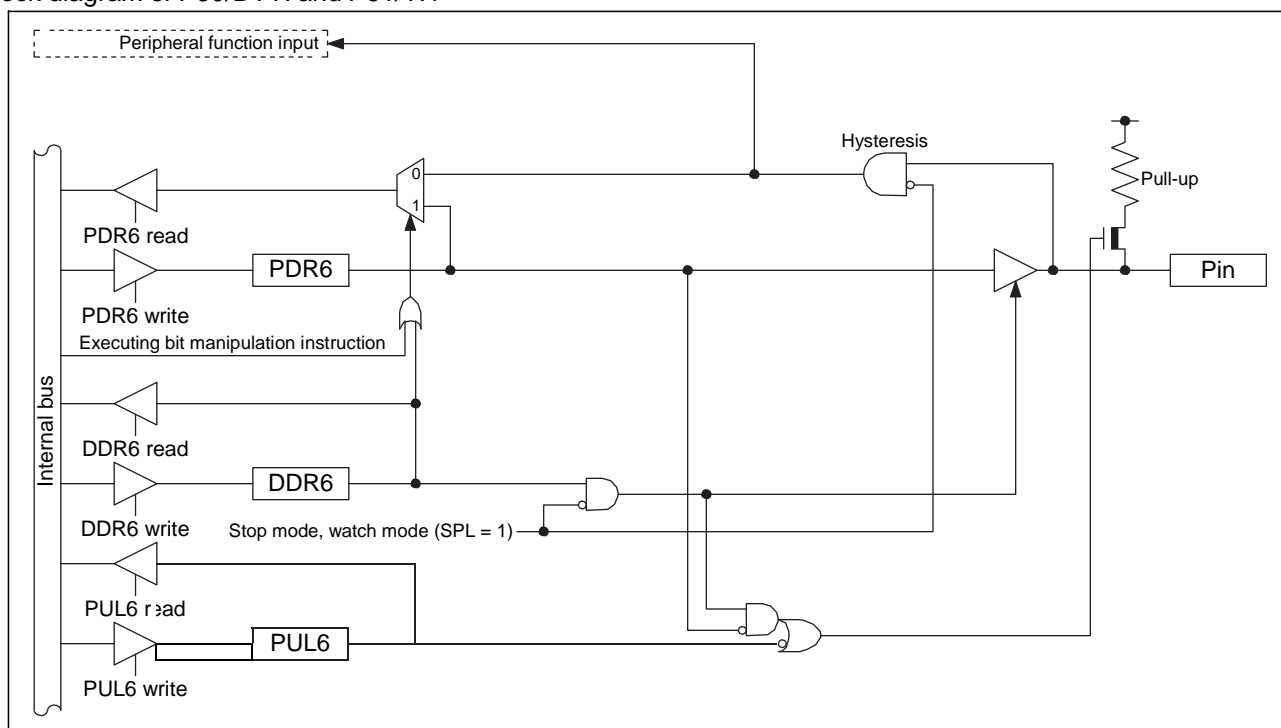 Peripheral function input
Hysteresis
0
Pull-up
1
PDR6 read
PDR6
Pin
PDR6 write
Executing bit manipulation instruction
Internal bus
DDR6 read
DDR6
DDR6 write
Stop mode, watch mode (SPL = 1)
PUL6 read
PUL6
PUL6 write